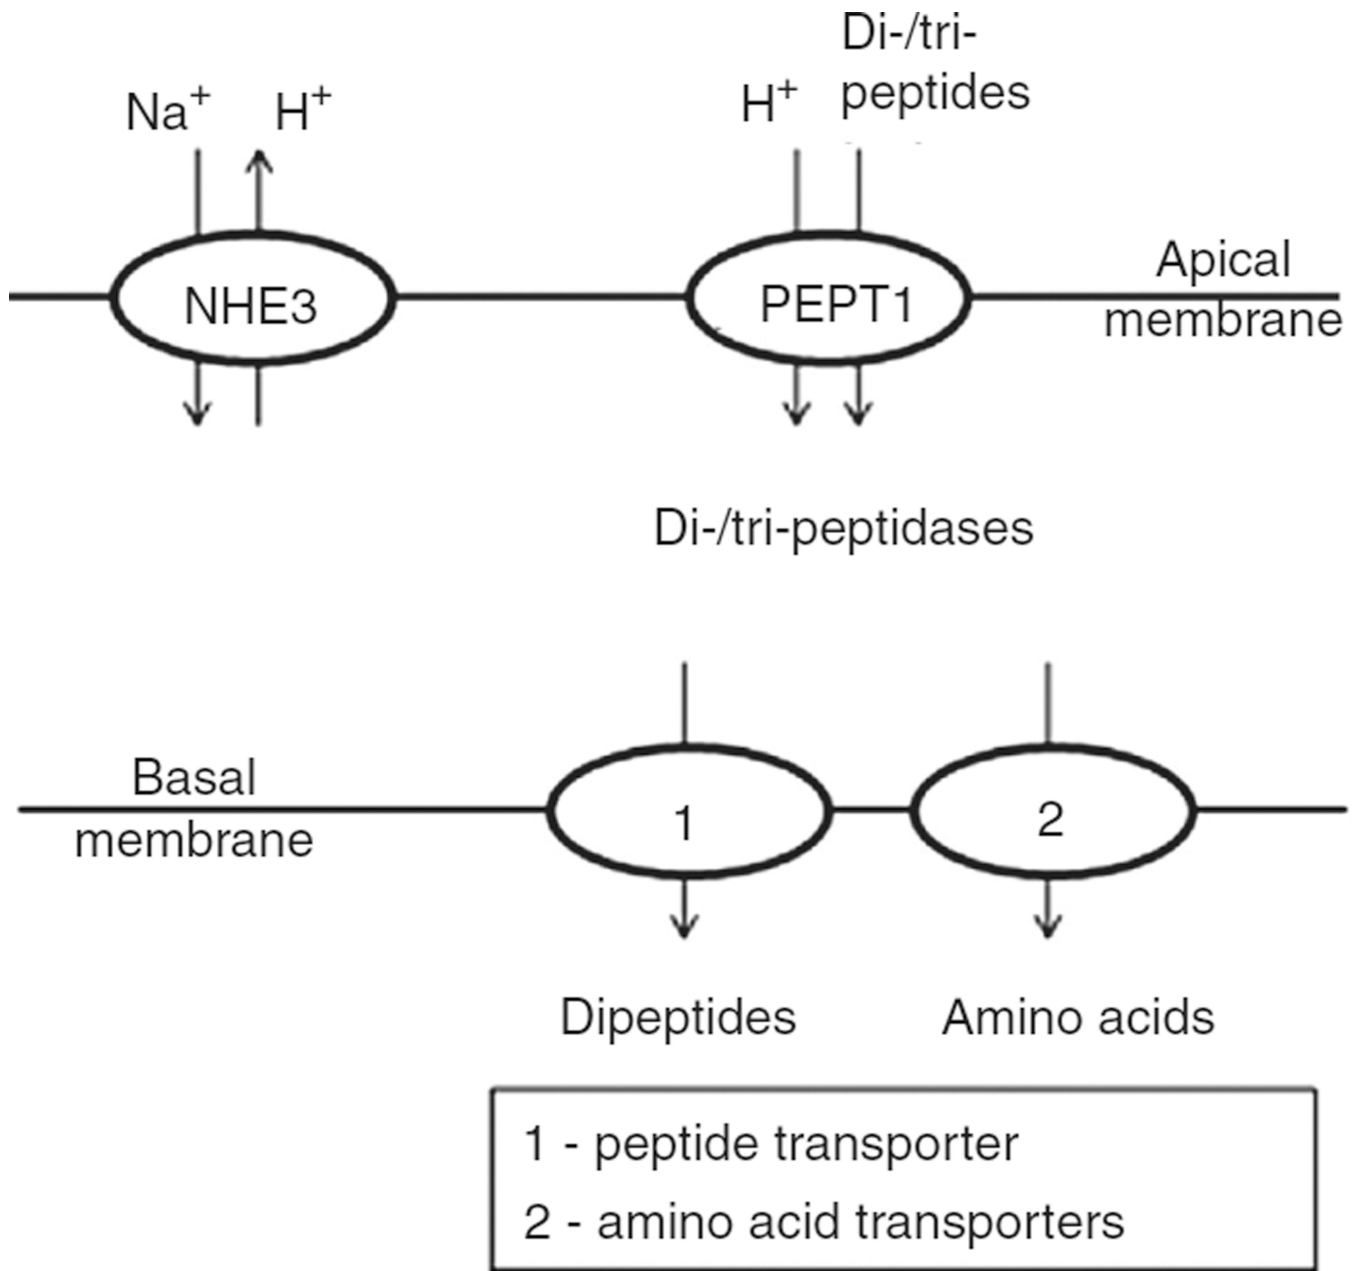 Di-/tri-
peptides
Na⁺ H⁺
H⁺
NHE3
PEPT1
Apical
membrane
Di-/tri-peptidases
Basal
membrane
1
2
Dipeptides
Amino acids
1 - peptide transporter
2 - amino acid transporters